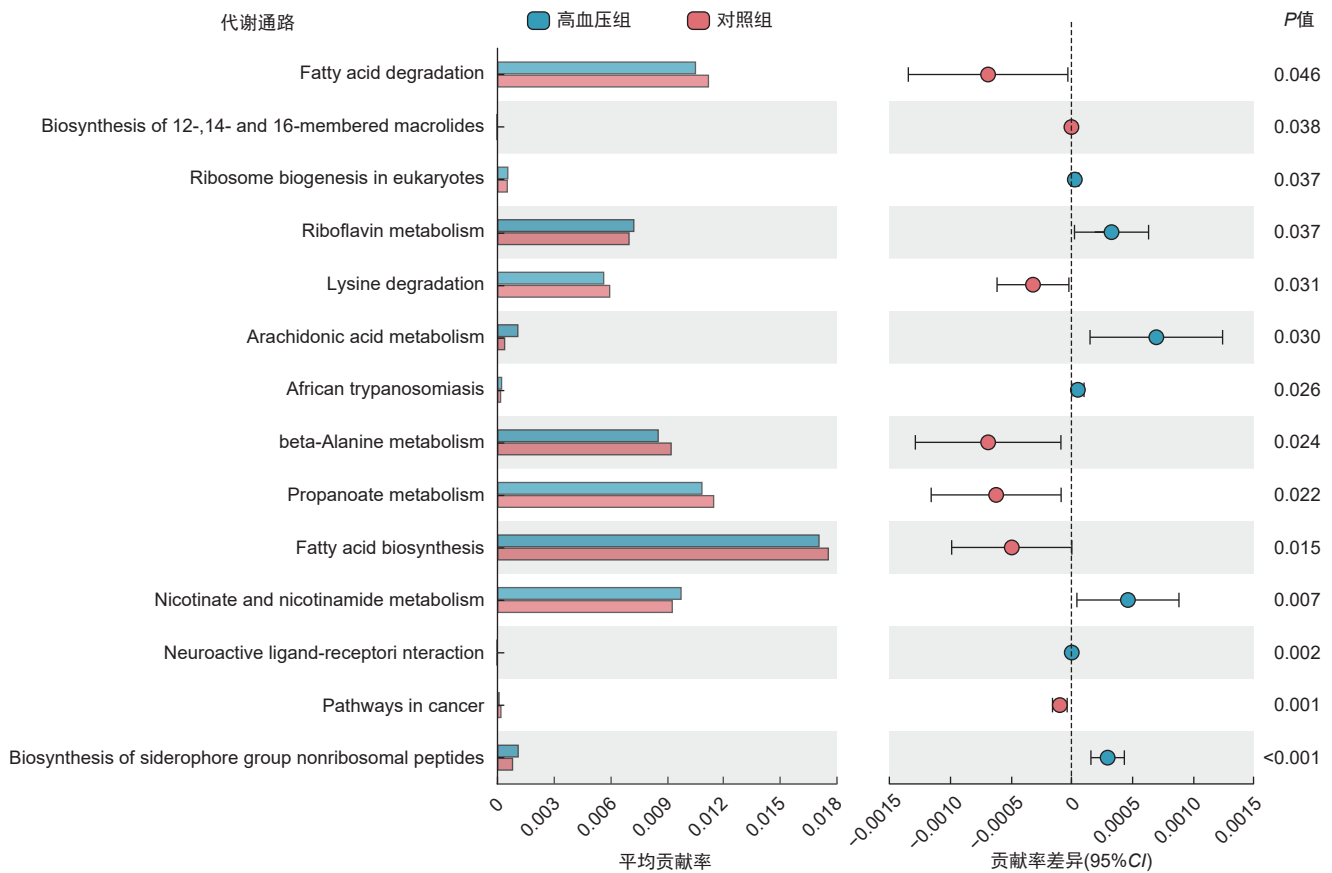 代谢通路 高血压组 对照组 P值
Fatty acid degradation 0.046
Biosynthesis of 12-,14- and 16-membered macrolides 0.038
Ribosome biogenesis in eukaryotes 0.037
Riboflavin metabolism 0.037
Lysine degradation 0.031
Arachidonic acid metabolism 0.030
African trypanosomiasis 0.026
beta-Alanine metabolism 0.024
Propanoate metabolism 0.022
Fatty acid biosynthesis 0.015
Nicotinate and nicotinamide metabolism 0.007
Neuroactive ligand-receptori nteraction 0.002
Pathways in cancer 0.001
Biosynthesis of siderophore group nonribosomal peptides <0.001
0 0.003 0.006 0.009 0.012 0.015 0.018 −0.0015 −0.0010 −0.0005 0 0.0005 0.0010 0.0015
平均贡献率 贡献率差异(95%CI)